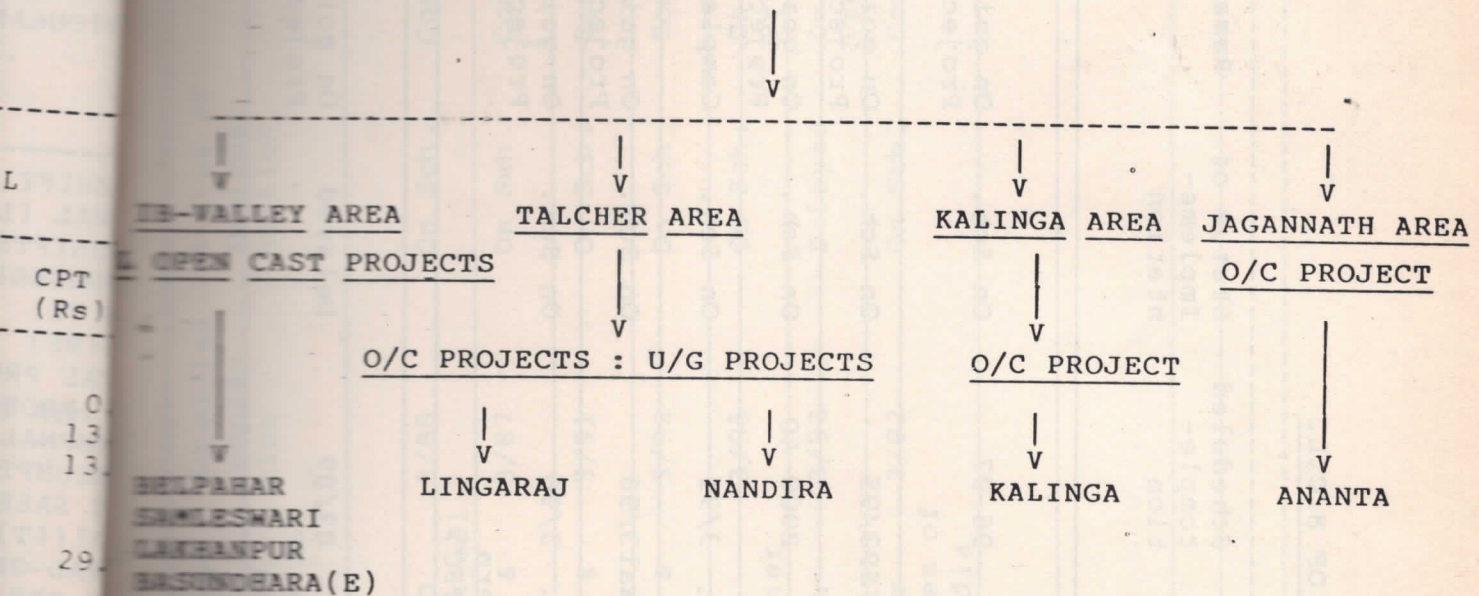 L
IB-VALLEY AREA TALCHER AREA KALINGA AREA JAGANNATH AREA
L OPEN CAST PROJECTS O/C PROJECT
CPT
(Rs)
O/C PROJECTS : U/G PROJECTS O/C PROJECT
0.
13.
13.
BELPAHAR LINGARAJ NANDIRA KALINGA ANANTA
SAMLESWARI
LAKHANPUR
29.
BASUNDHARA(E)